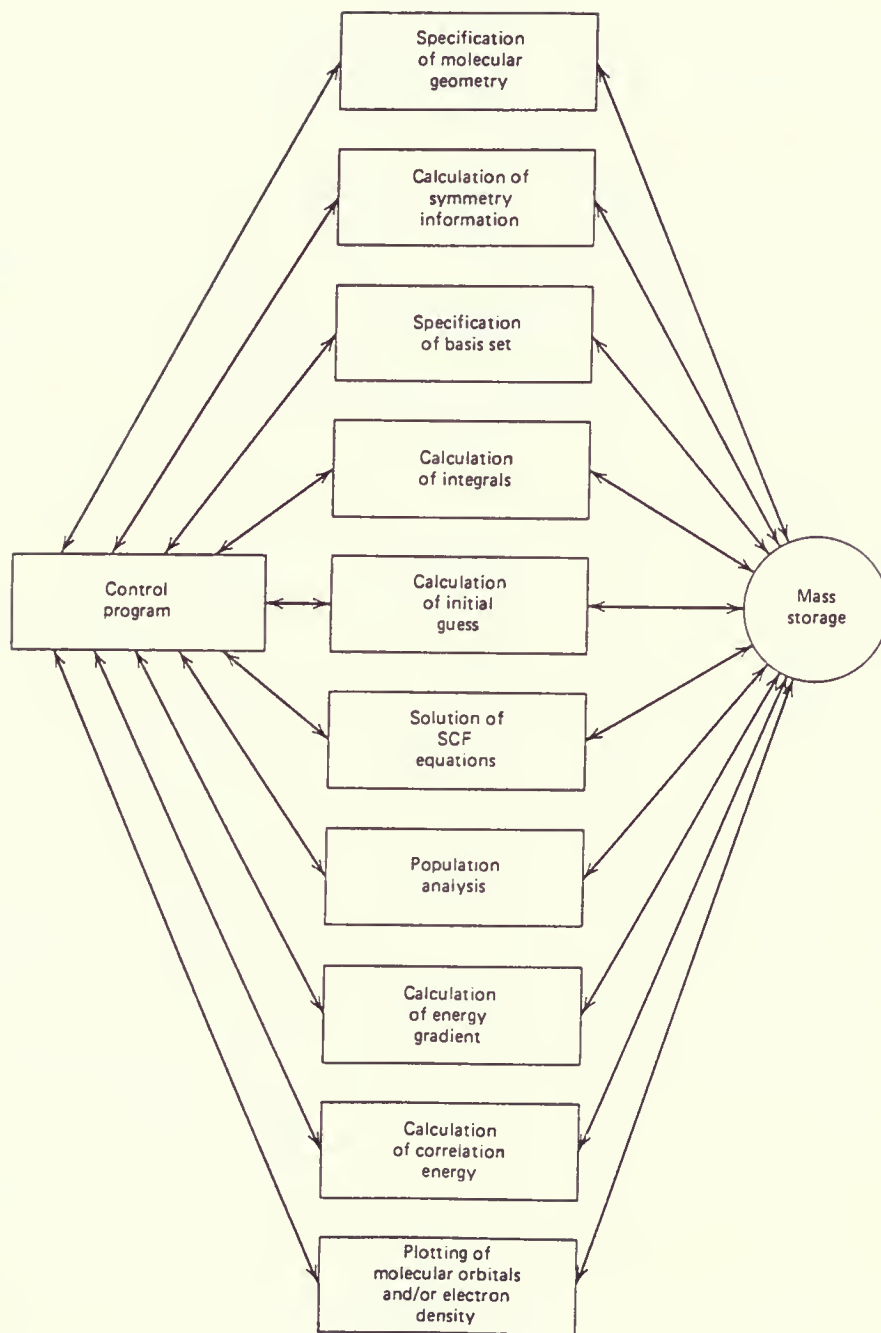 Specification
of molecular
geometry
Calculation of
symmetry
information
Specification
of basis set
Calculation
of integrals
Control
program
Calculation
of initial
guess
Mass
storage
Solution of
SCF
equations
Population
analysis
Calculation
of energy
gradient
Calculation
of correlation
energy
Plotting of
molecular orbitals
and/or electron
density